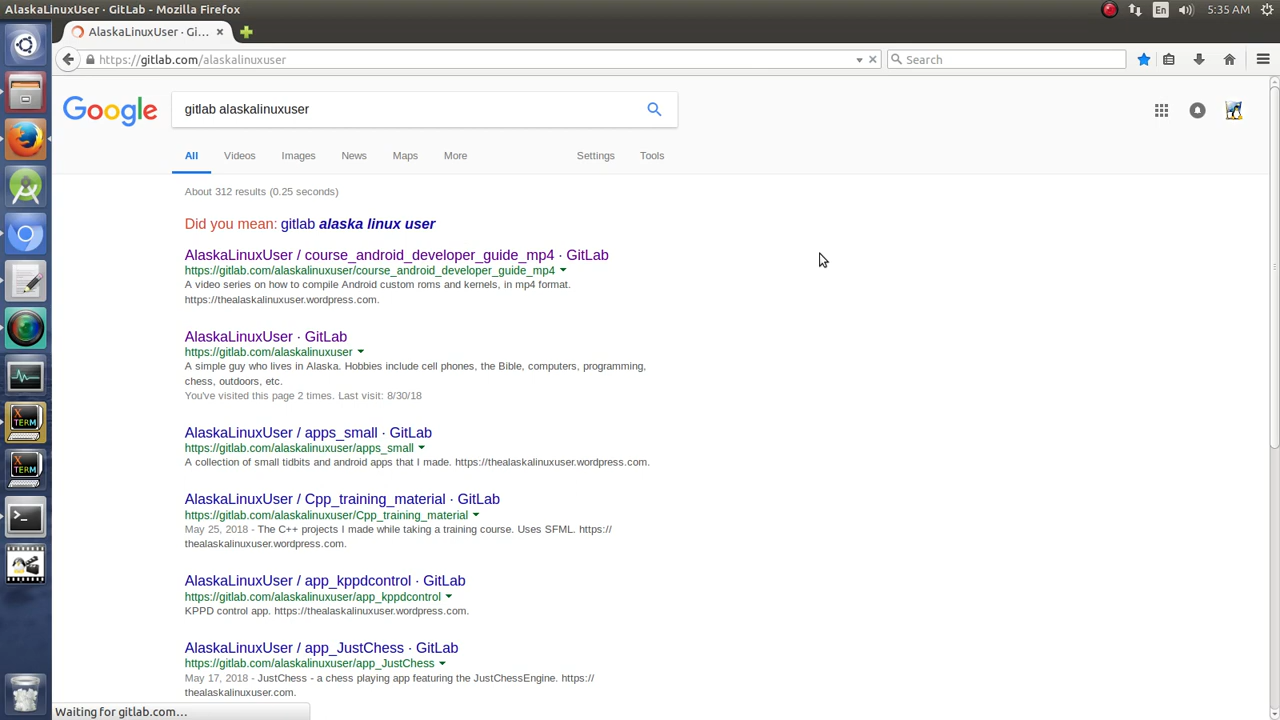 AlaskaLinuxUser · GitLab - Mozilla Firefox
En
5:35 AM
AlaskaLinuxUser · Gi...
https://gitlab.com/alaskalinuxuser
Search
Google
gitlab alaskalinuxuser
All Videos Images News Maps More Settings Tools
About 312 results (0.25 seconds)
Did you mean: gitlab alaska linux user
AlaskaLinuxUser / course_android_developer_guide_mp4 · GitLab
https://gitlab.com/alaskalinuxuser/course_android_developer_guide_mp4
A video series on how to compile Android custom roms and kernels, in mp4 format.
https://thealaskalinuxuser.wordpress.com.
AlaskaLinuxUser · GitLab
https://gitlab.com/alaskalinuxuser
A simple guy who lives in Alaska. Hobbies include cell phones, the Bible, computers, programming,
chess, outdoors, etc.
You've visited this page 2 times. Last visit: 8/30/18
AlaskaLinuxUser / apps_small · GitLab
https://gitlab.com/alaskalinuxuser/apps_small
A collection of small tidbits and android apps that I made. https://thealaskalinuxuser.wordpress.com.
AlaskaLinuxUser / Cpp_training_material · GitLab
https://gitlab.com/alaskalinuxuser/Cpp_training_material
May 25, 2018 - The C++ projects I made while taking a training course. Uses SFML. https://
thealaskalinuxuser.wordpress.com.
AlaskaLinuxUser / app_kppdcontrol · GitLab
https://gitlab.com/alaskalinuxuser/app_kppdcontrol
KPPD control app. https://thealaskalinuxuser.wordpress.com.
AlaskaLinuxUser / app_JustChess · GitLab
https://gitlab.com/alaskalinuxuser/app_JustChess
May 17, 2018 - JustChess - a chess playing app featuring the JustChessEngine. https://
thealaskalinuxuser.wordpress.com.
Waiting for gitlab.com...
X
TERM
X
TERM